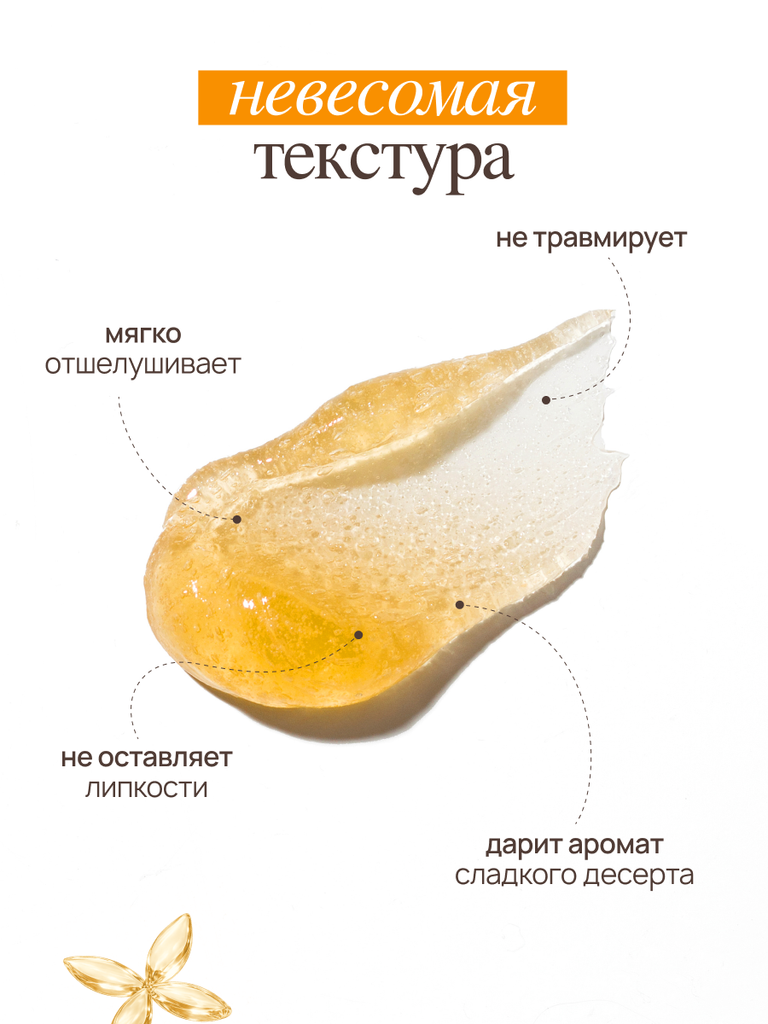 невесомая
текстура
не травмирует
мягко
отшелушивает
не оставляет
липкости
дарит аромат
сладкого десерта